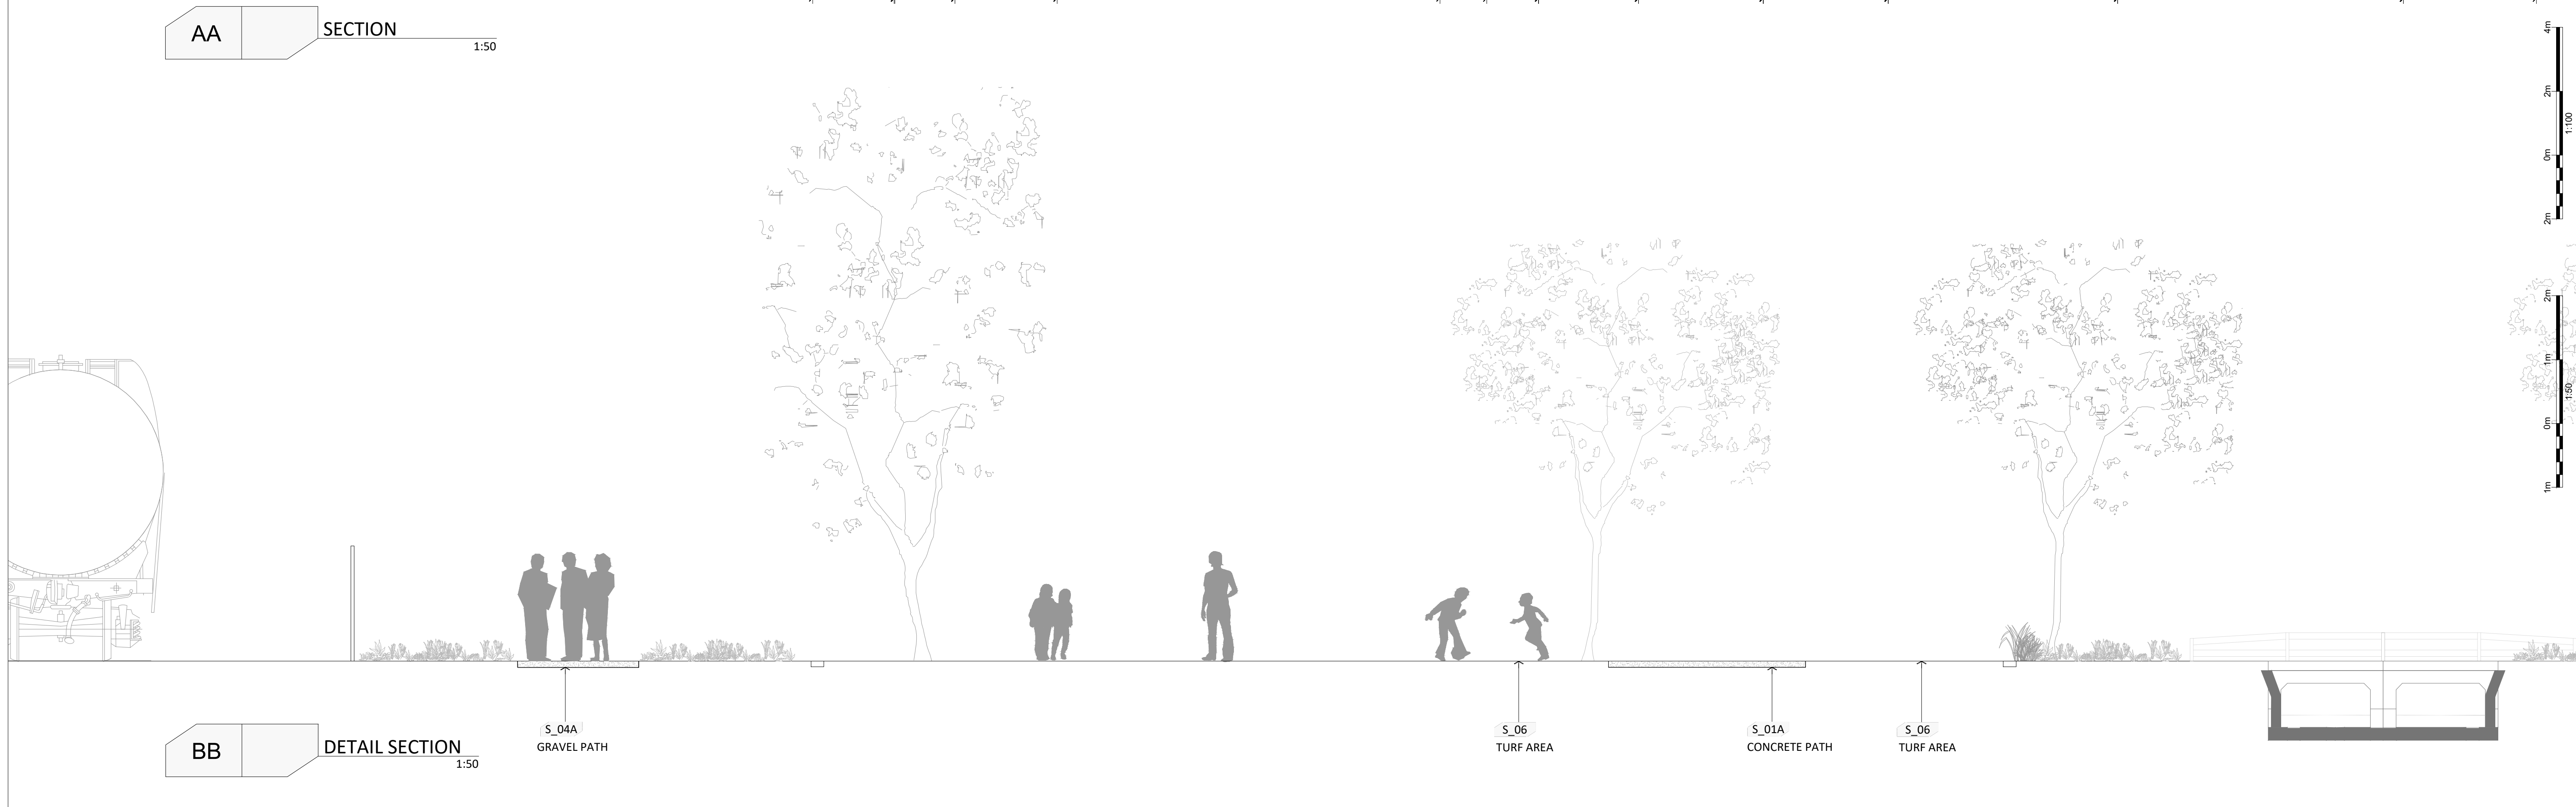 AA
SECTION
1:50
4m
2m
0m
2m
1:100
2m
1m
0m
1m
1:50
S_04A
GRAVEL PATH
S_06
TURF AREA
S_01A
CONCRETE PATH
S_06
TURF AREA
BB
DETAIL SECTION
1:50